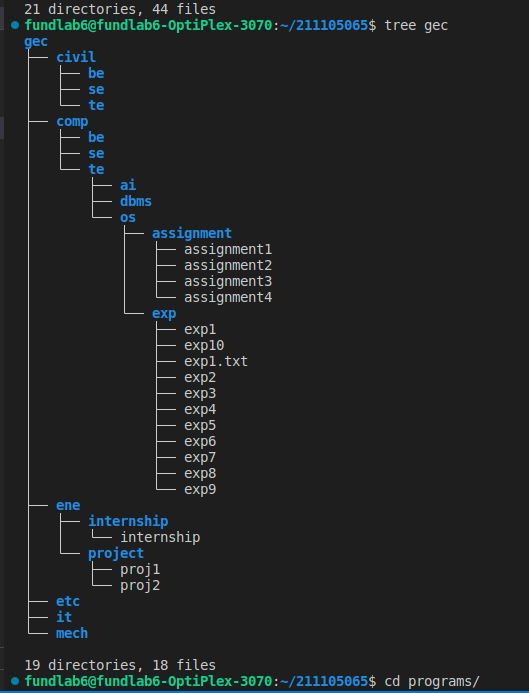 21 directories, 44 files
fundlab6@fundlab6-OptiPlex-3070:~/211105065$ tree gec
gec
├── civil
│   ├── be
│   ├── se
│   └── te
├── comp
│   ├── be
│   ├── se
│   └── te
│       ├── ai
│       ├── dbms
│       └── os
│           ├── assignment
│           │   ├── assignment1
│           │   ├── assignment2
│           │   ├── assignment3
│           │   └── assignment4
│           └── exp
│               ├── exp1
│               ├── exp10
│               ├── exp1.txt
│               ├── exp2
│               ├── exp3
│               ├── exp4
│               ├── exp5
│               ├── exp6
│               ├── exp7
│               ├── exp8
│               └── exp9
├── ene
│   ├── internship
│   │   └── internship
│   └── project
│       ├── proj1
│       └── proj2
├── etc
├── it
└── mech
19 directories, 18 files
fundlab6@fundlab6-OptiPlex-3070:~/211105065$ cd programs/